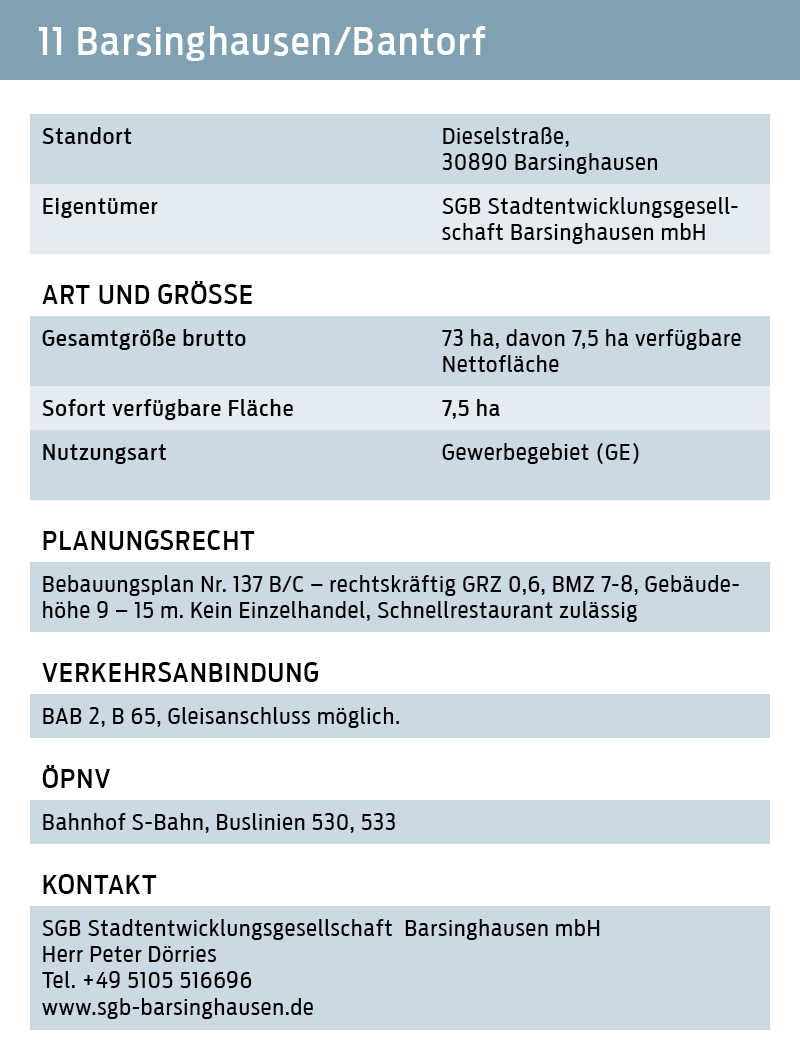 11 Barsinghausen/Bantorf
Standort
Dieselstraße,
30890 Barsinghausen
Eigentümer
SGB Stadtentwicklungsgesell-
schaft Barsinghausen mbH
ART UND GRÖSSE
Gesamtgröße brutto
73 ha, davon 7,5 ha verfügbare
Nettofläche
Sofort verfügbare Fläche
7,5 ha
Nutzungsart
Gewerbegebiet (GE)
PLANUNGSRECHT
Bebauungsplan Nr. 137 B/C – rechtskräftig GRZ 0,6, BMZ 7-8, Gebäude-
höhe 9 – 15 m. Kein Einzelhandel, Schnellrestaurant zulässig
VERKEHRSANBINDUNG
BAB 2, B 65, Gleisanschluss möglich.
ÖPNV
Bahnhof S-Bahn, Buslinien 530, 533
KONTAKT
SGB Stadtentwicklungsgesellschaft  Barsinghausen mbH
Herr Peter Dörries
Tel. +49 5105 516696
www.sgb-barsinghausen.de